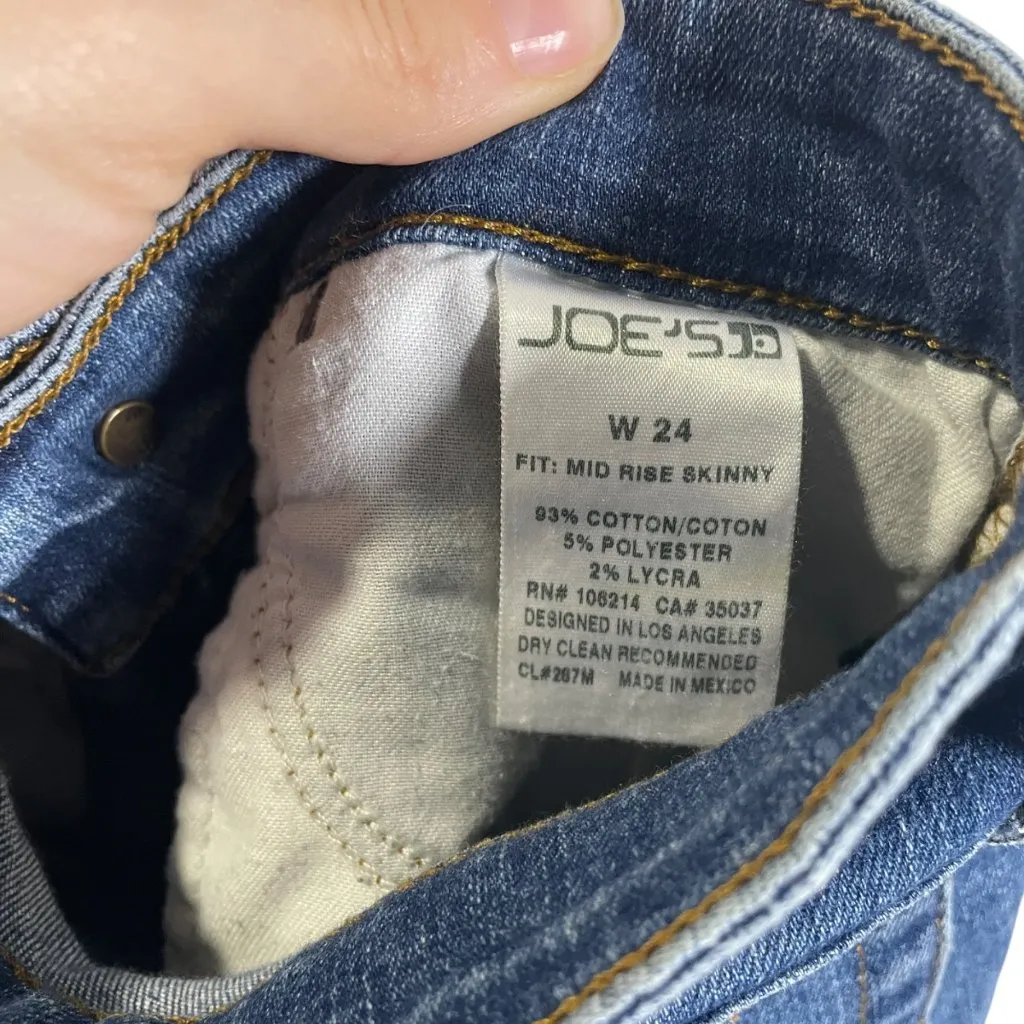 JOE'S
W 24
FIT: MID RISE SKINNY
93% COTTON/COTON
5% POLYESTER
2% LYCRA
RN# 106214 CA# 35037
DESIGNED IN LOS ANGELES
DRY CLEAN RECOMMENDED
CL#267M MADE IN MEXICO